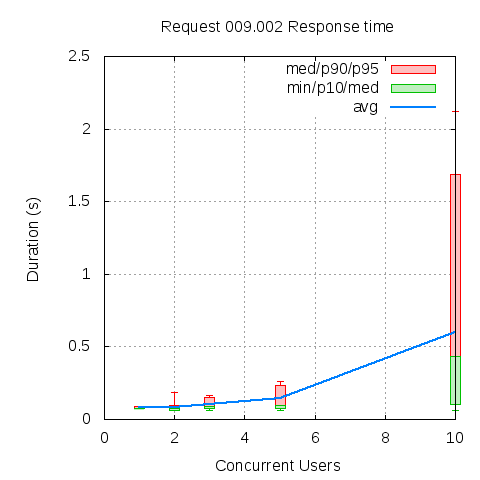 Request 009.002 Response time
med/p90/p95
min/p10/med
avg
Duration (s)
2.5
2
1.5
1
0.5
0
0 2 4 6 8 10
Concurrent Users